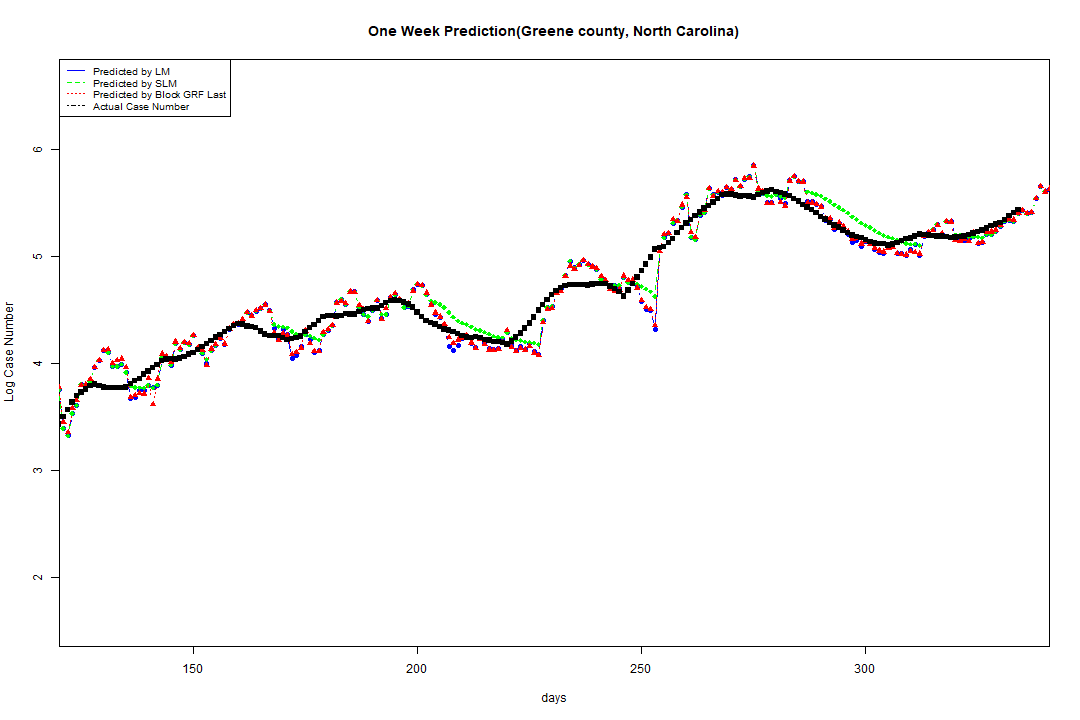 One Week Prediction(Greene county, North Carolina)
Predicted by LM
Predicted by SLM
Predicted by Block GRF Last
Actual Case Number
6
5
4
3
2
Log Case Number
150 200 250 300
days